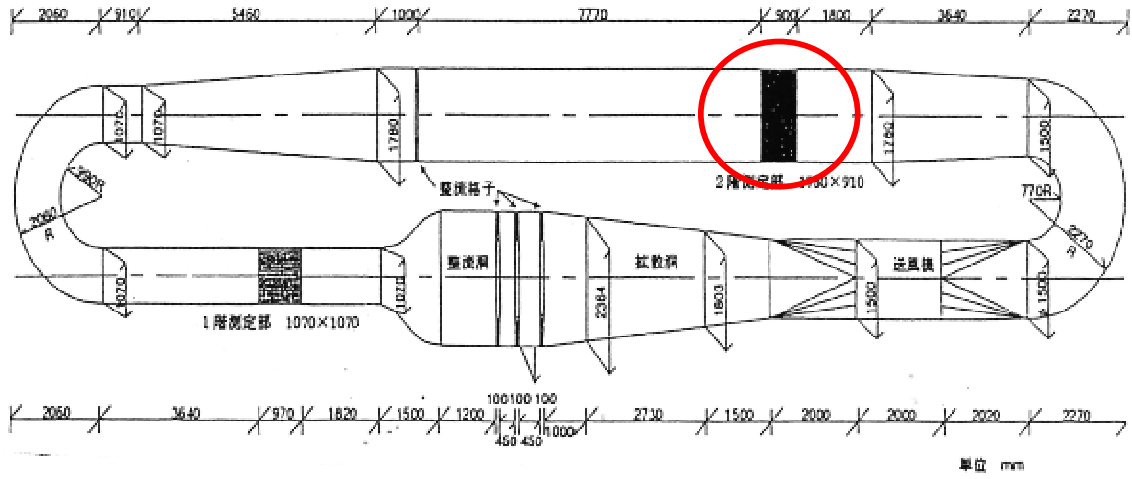 2060 910 5460 1000 7770 900 1800 3640 2270
1070 1070 1780 1760 1500
390R
2060
R
整流格子
2階測定部 1780×910
770R
2270
R
整流洞 拡散洞 送風機
1070 1070 2384 1803 1500 1500
1階測定部 1070×1070
2060 3640 970 1820 1500 1200 100 100 100 1000 2730 1500 2000 2000 2020 2270
450 450
単位 mm